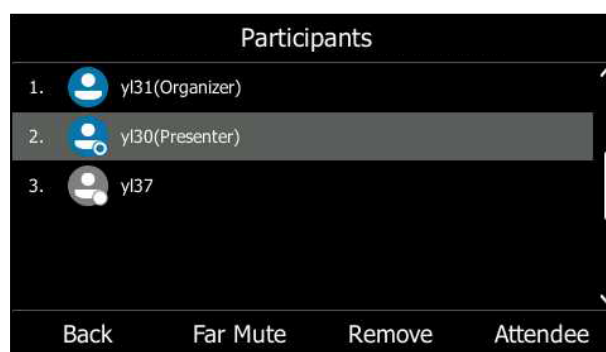 Participants
1. yl31(Organizer)
2. yl30(Presenter)
3. yl37
Back Far Mute Remove Attendee